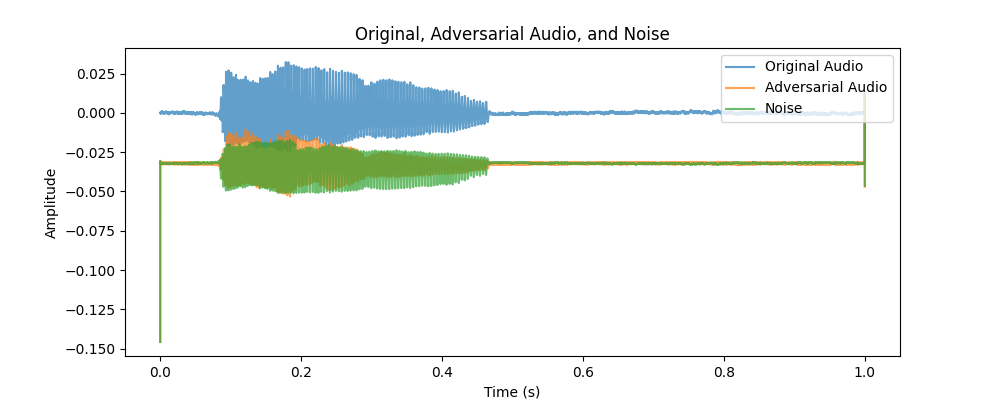 Original, Adversarial Audio, and Noise
Original Audio
Adversarial Audio
Noise
Amplitude
0.025
0.000
−0.025
−0.050
−0.075
−0.100
−0.125
−0.150
0.0 0.2 0.4 0.6 0.8 1.0
Time (s)